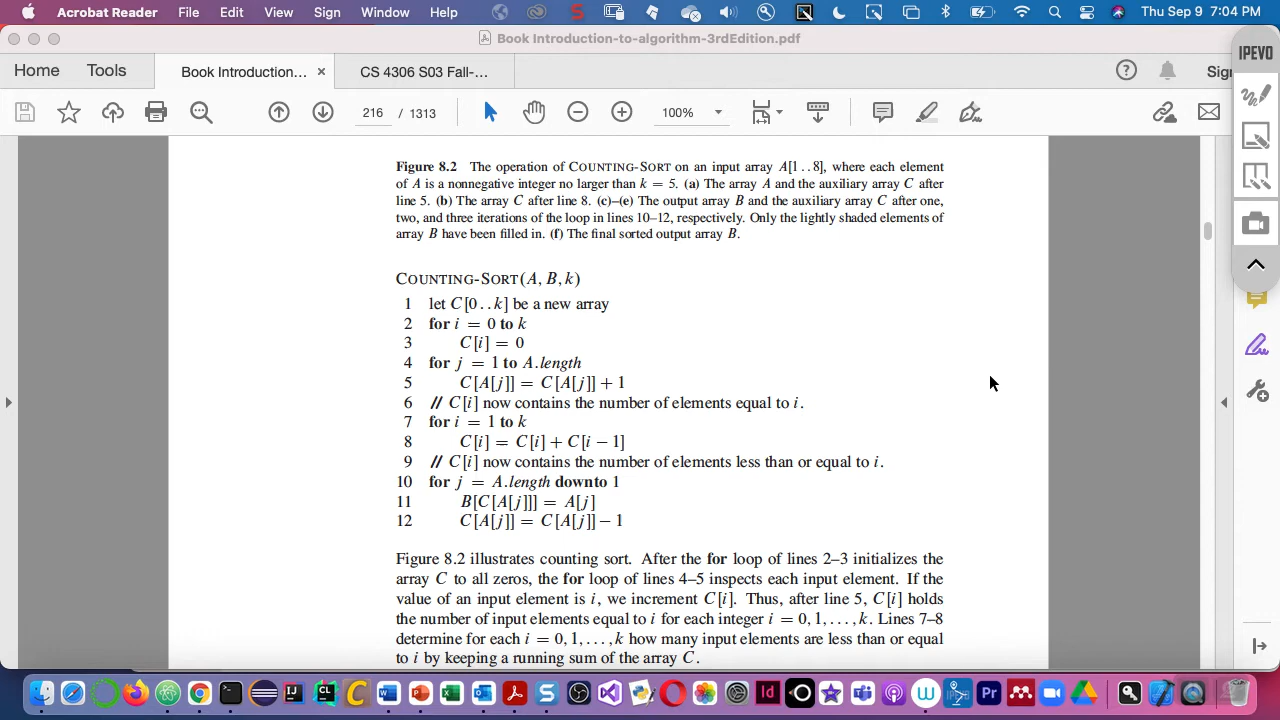 Acrobat Reader File Edit View Sign Window Help Thu Sep 9 7:04 PM
Book Introduction-to-algorithm-3rdEdition.pdf
IPEVO
Home Tools Book Introduction... × CS 4306 S03 Fall-... Sig
216 / 1313 100%
Figure 8.2 The operation of COUNTING-SORT on an input array A[1 . . 8], where each element
of A is a nonnegative integer no larger than k = 5. (a) The array A and the auxiliary array C after
line 5. (b) The array C after line 8. (c)–(e) The output array B and the auxiliary array C after one,
two, and three iterations of the loop in lines 10–12, respectively. Only the lightly shaded elements of
array B have been filled in. (f) The final sorted output array B.
COUNTING-SORT(A, B, k)
1 let C[0 . . k] be a new array
2 for i = 0 to k
3 C[i] = 0
4 for j = 1 to A.length
5 C[A[j]] = C[A[j]] + 1
6 // C[i] now contains the number of elements equal to i.
7 for i = 1 to k
8 C[i] = C[i] + C[i − 1]
9 // C[i] now contains the number of elements less than or equal to i.
10 for j = A.length downto 1
11 B[C[A[j]]] = A[j]
12 C[A[j]] = C[A[j]] − 1
Figure 8.2 illustrates counting sort. After the for loop of lines 2–3 initializes the
array C to all zeros, the for loop of lines 4–5 inspects each input element. If the
value of an input element is i, we increment C[i]. Thus, after line 5, C[i] holds
the number of input elements equal to i for each integer i = 0, 1, . . . , k. Lines 7–8
determine for each i = 0, 1, . . . , k how many input elements are less than or equal
to i by keeping a running sum of the array C.